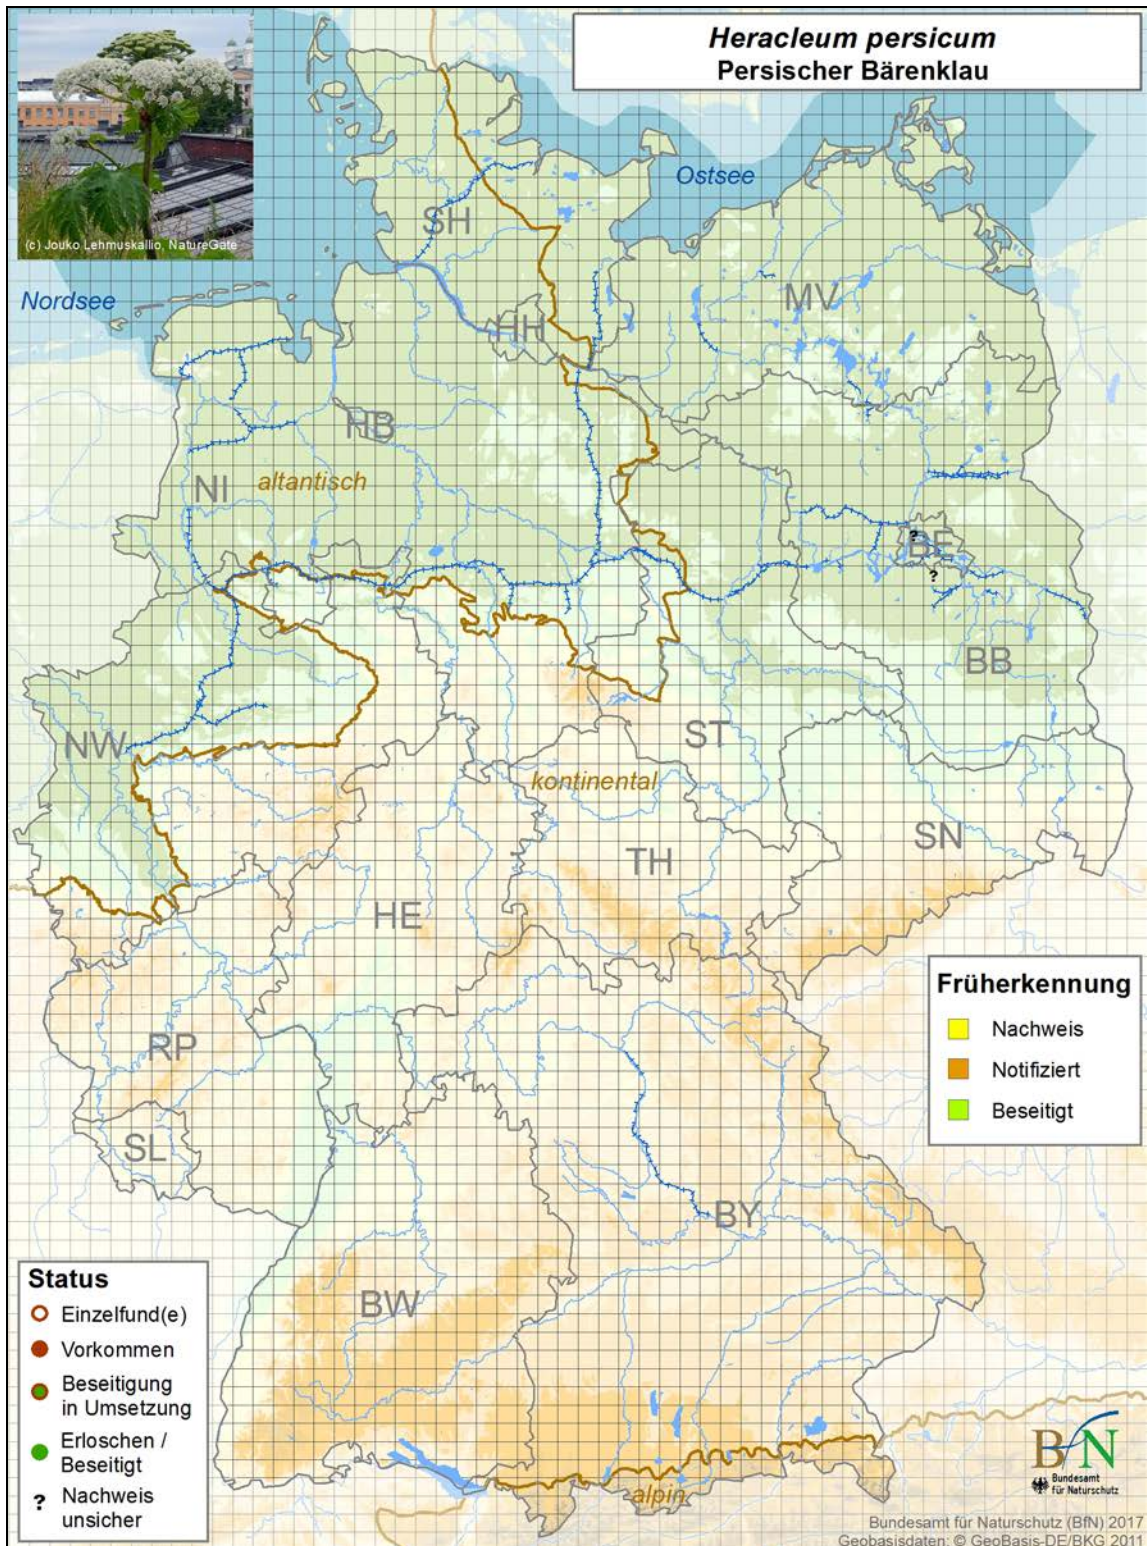 Heracleum persicum
Persischer Bärenklau
(c) Jouko Lehmuskallio, NatureGate
Ostsee
Nordsee
SH
MV
HH
HB
NI
altantisch
BE
?
?
BB
NW
ST
kontinental
SN
TH
HE
RP
SL
BY
BW
alpin
Früherkennung
Nachweis
Notifiziert
Beseitigt
Status
Einzelfund(e)
Vorkommen
Beseitigung
in Umsetzung
Erloschen /
Beseitigt
? Nachweis
unsicher
BfN
Bundesamt
für Naturschutz
Bundesamt für Naturschutz (BfN) 2017
Geobasisdaten: © GeoBasis-DE/BKG 2011